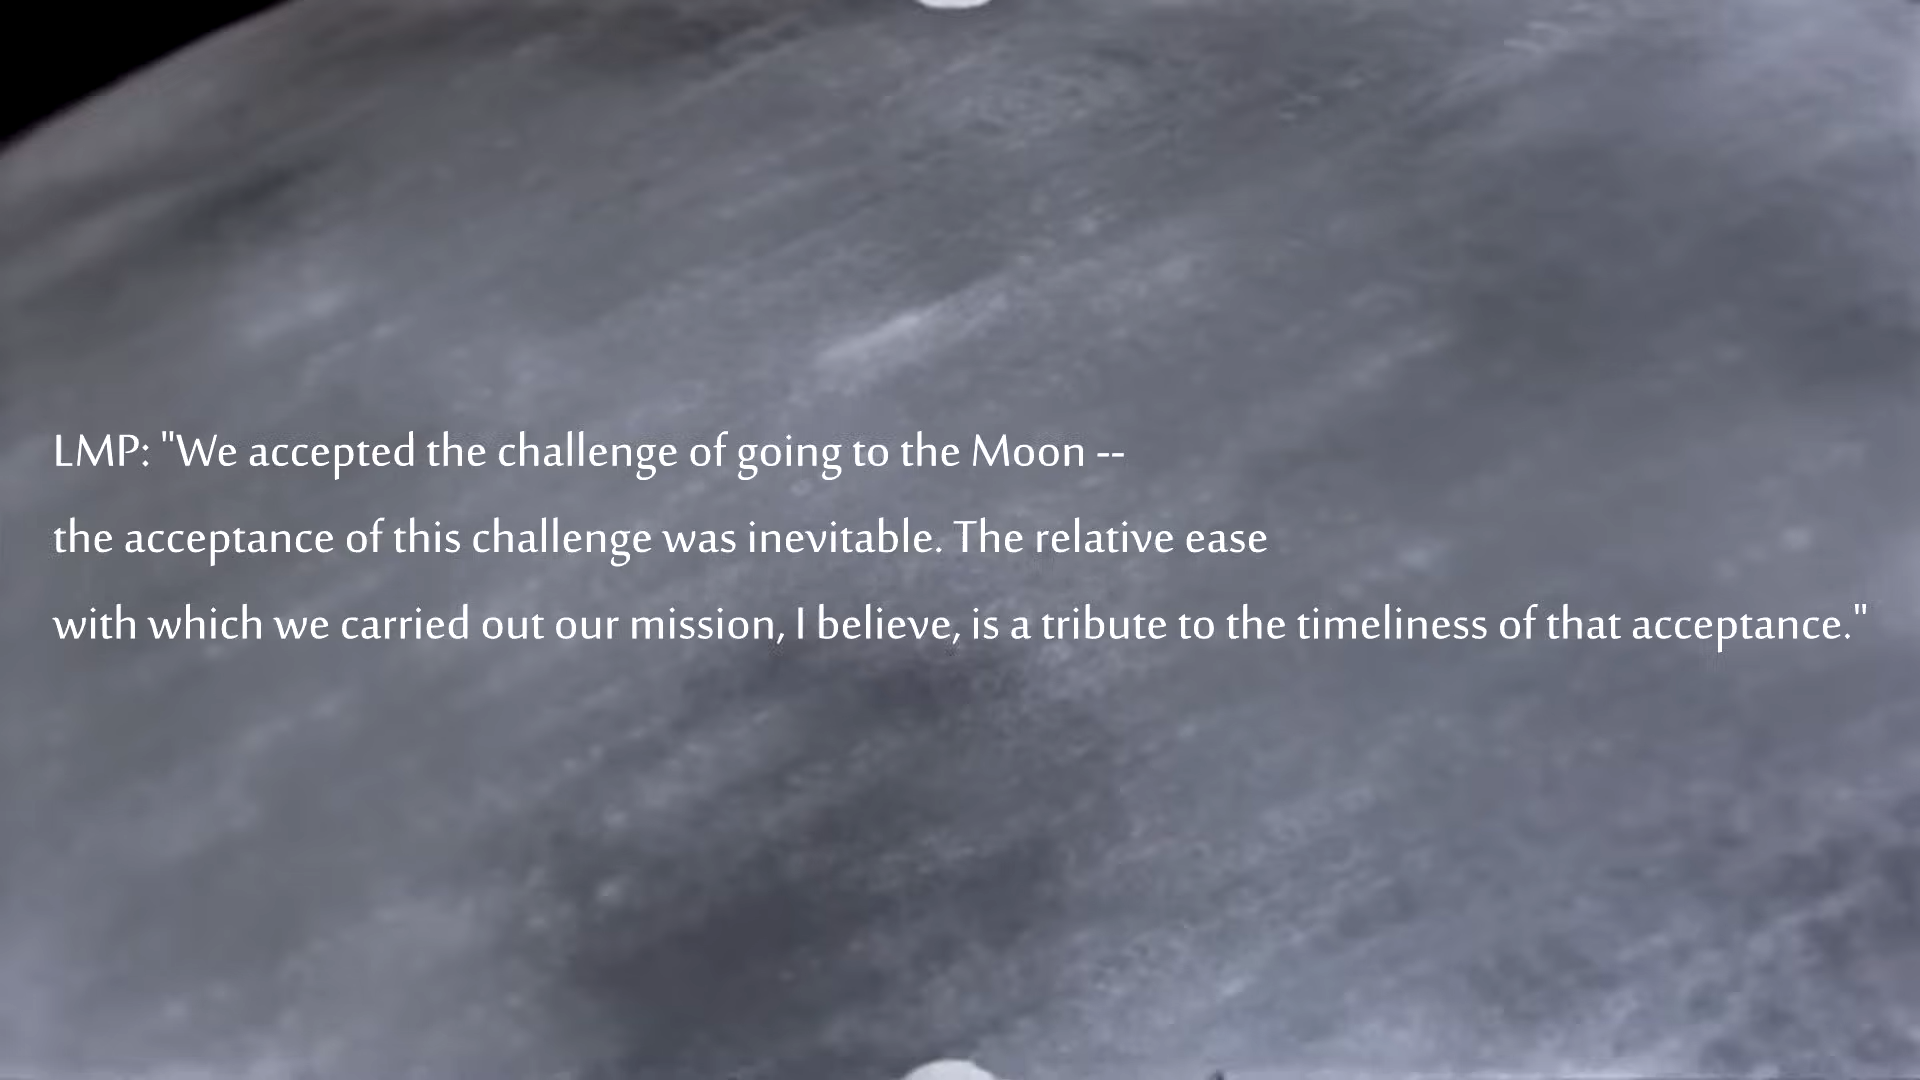 LMP: "We accepted the challenge of going to the Moon --
the acceptance of this challenge was inevitable. The relative ease
with which we carried out our mission, I believe, is a tribute to the timeliness of that acceptance."